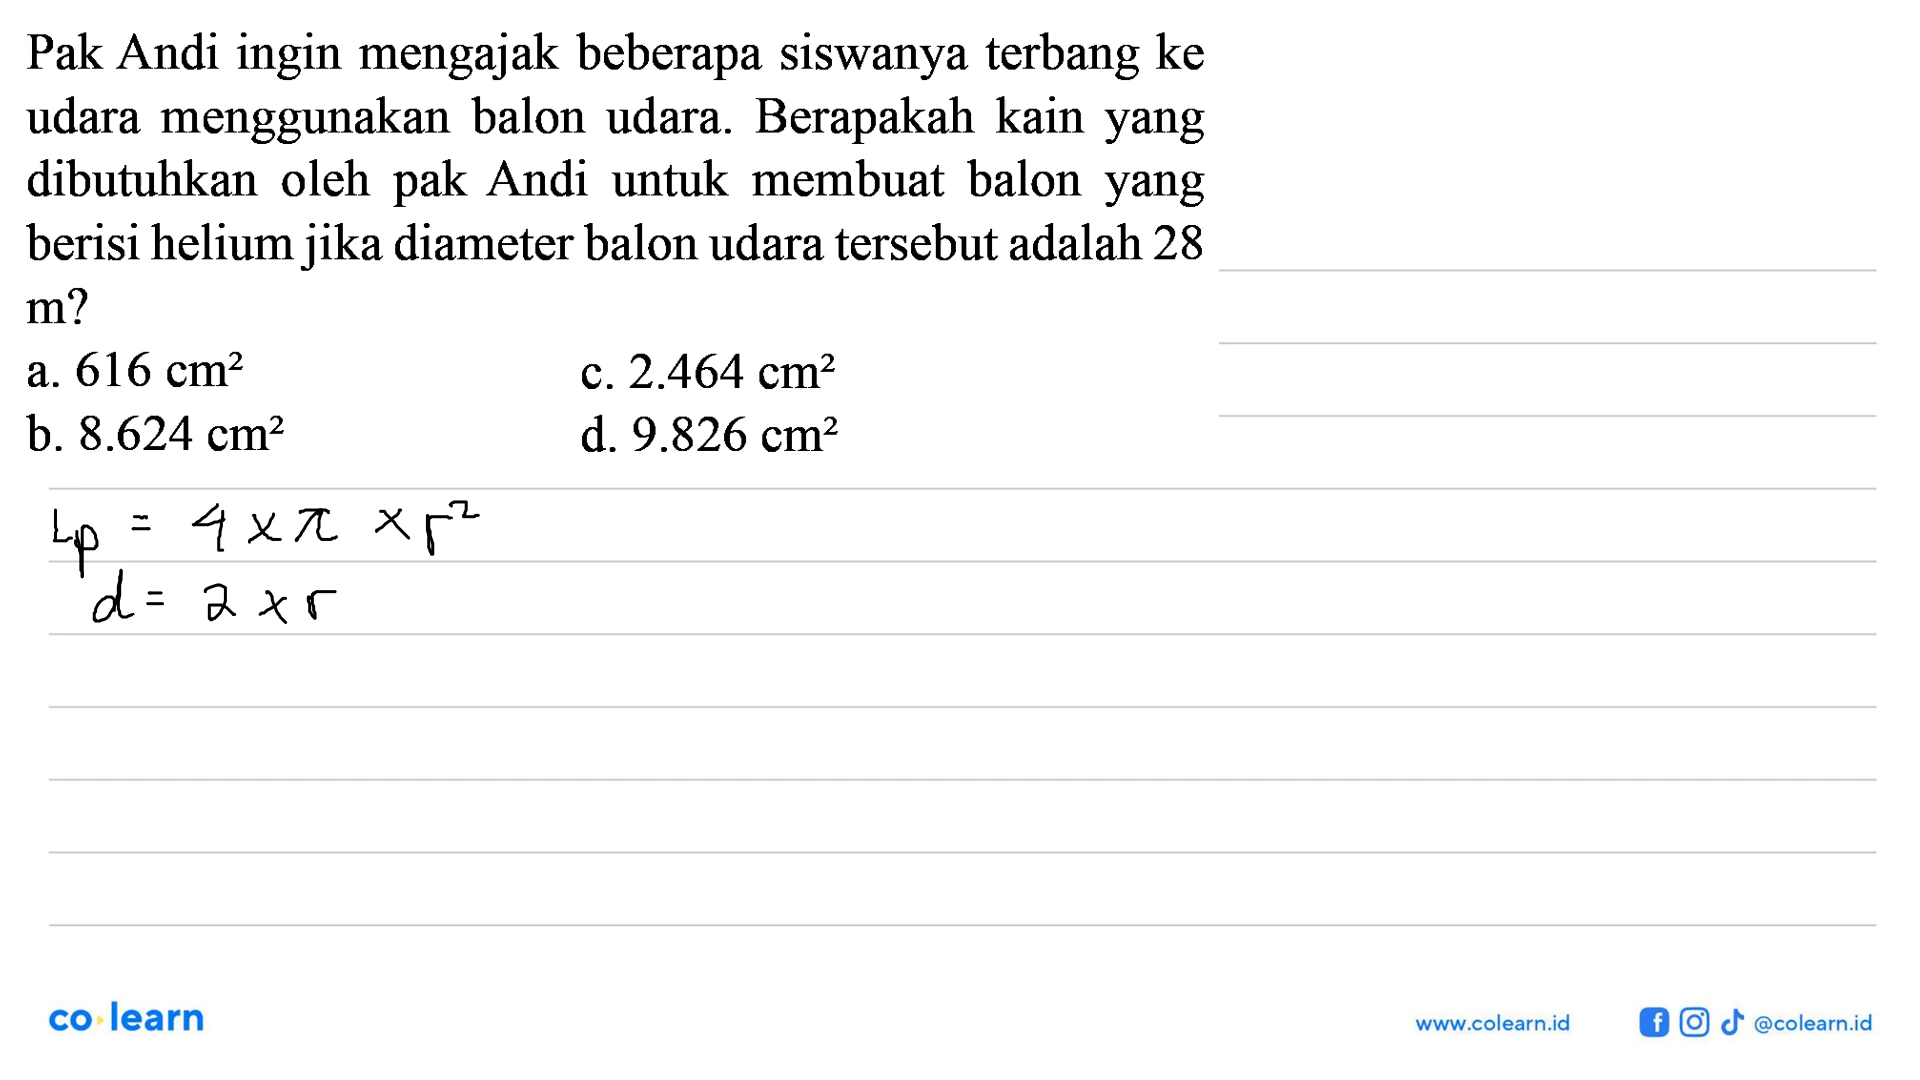 Pak Andi ingin mengajak beberapa siswanya terbang ke
udara menggunakan balon udara. Berapakah kain yang
dibutuhkan oleh pak Andi untuk membuat balon yang
berisi helium jika diameter balon udara tersebut adalah 28
m?
a. 616 cm² c. 2.464 cm²
b. 8.624 cm² d. 9.826 cm²
Lp = 4 × π × r²
d = 2 × r
co learn
www.colearn.id @colearn.id